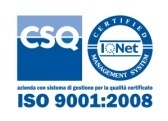 CSQ
CERTIFIED
IQNet
MANAGEMENT SYSTEM
azienda con sistema di gestione per la qualità certificato
ISO 9001:2008